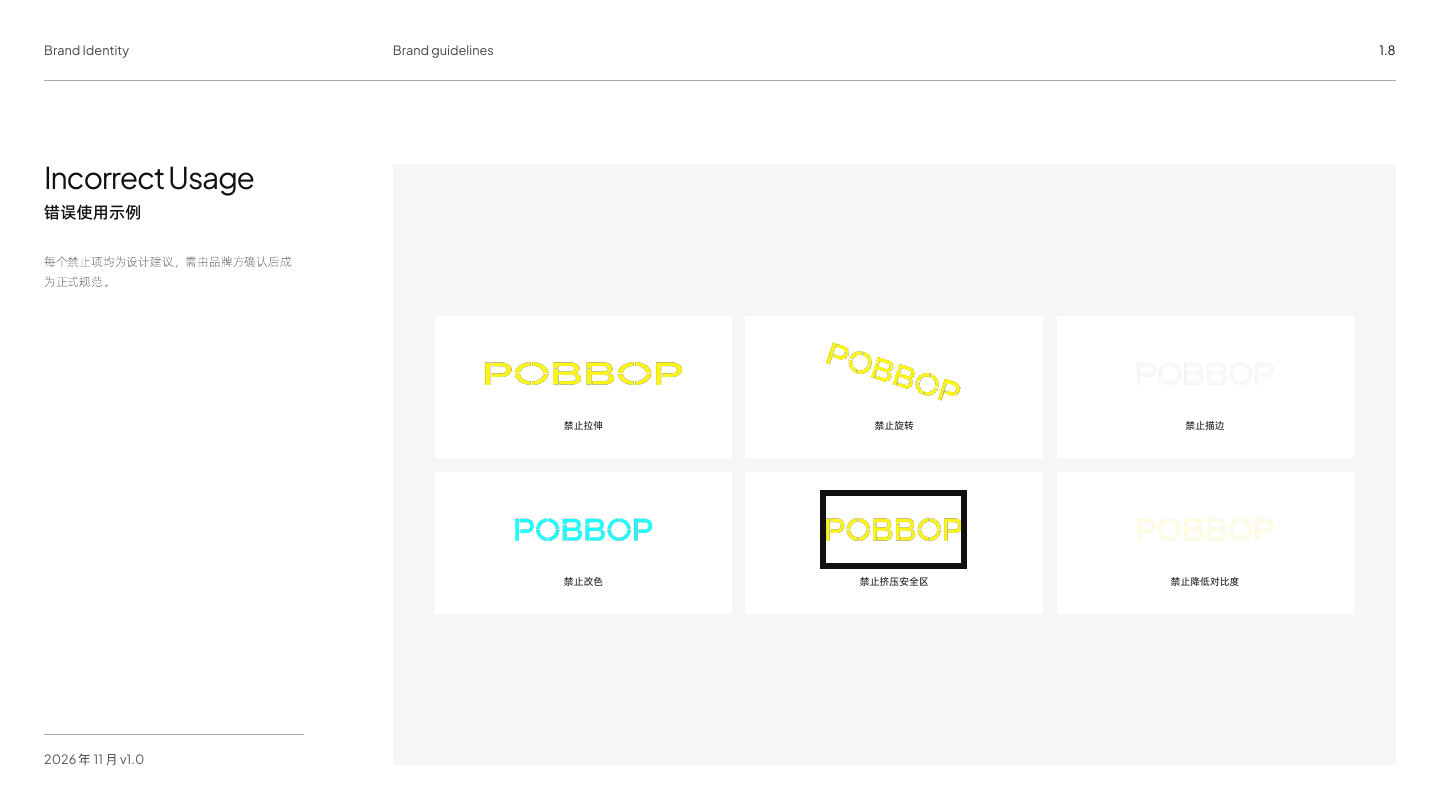 Brand Identity
Brand guidelines
1.8
Incorrect Usage
错误使用示例
每个禁止项均为设计建议，需由品牌方确认后成
为正式规范。
POBBOP
禁止拉伸
POBBOP
禁止旋转
POBBOP
禁止描边
POBBOP
禁止改色
POBBOP
禁止挤压安全区
POBBOP
禁止降低对比度
2026 年 11 月 v1.0